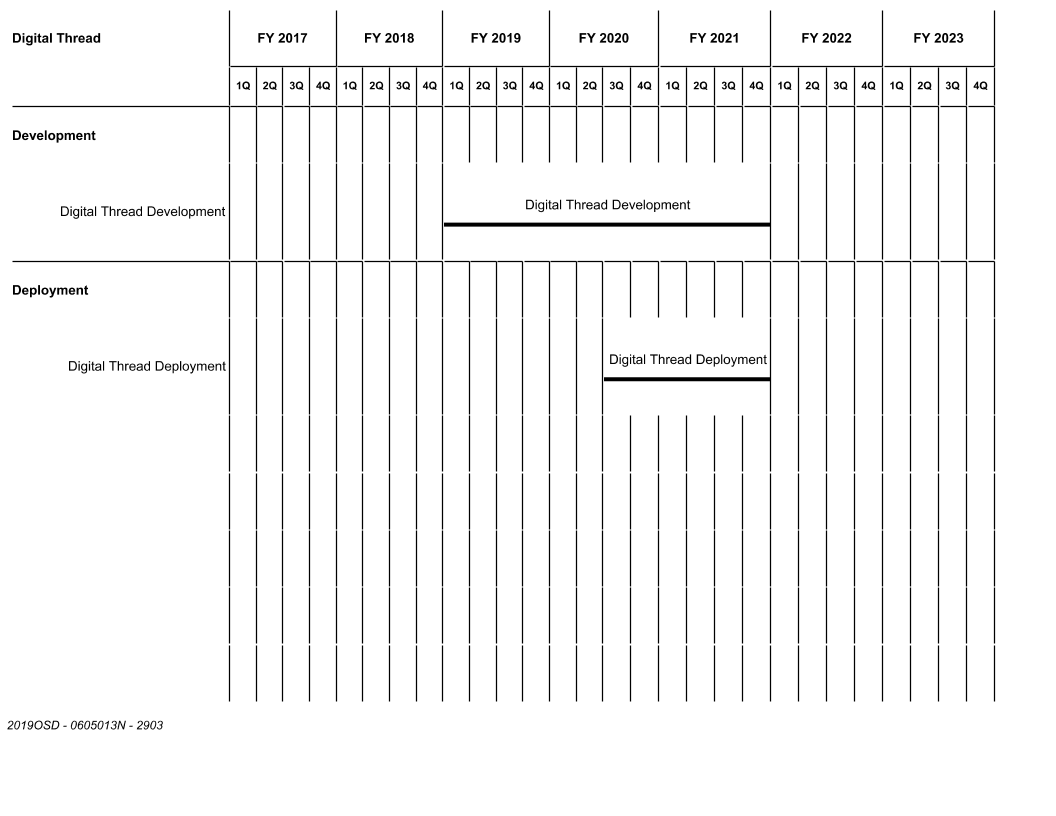 Digital Thread FY 2017 FY 2018 FY 2019 FY 2020 FY 2021 FY 2022 FY 2023
1Q 2Q 3Q 4Q 1Q 2Q 3Q 4Q 1Q 2Q 3Q 4Q 1Q 2Q 3Q 4Q 1Q 2Q 3Q 4Q 1Q 2Q 3Q 4Q 1Q 2Q 3Q 4Q
Development
Digital Thread Development Digital Thread Development
Deployment
Digital Thread Deployment Digital Thread Deployment
2019OSD - 0605013N - 2903